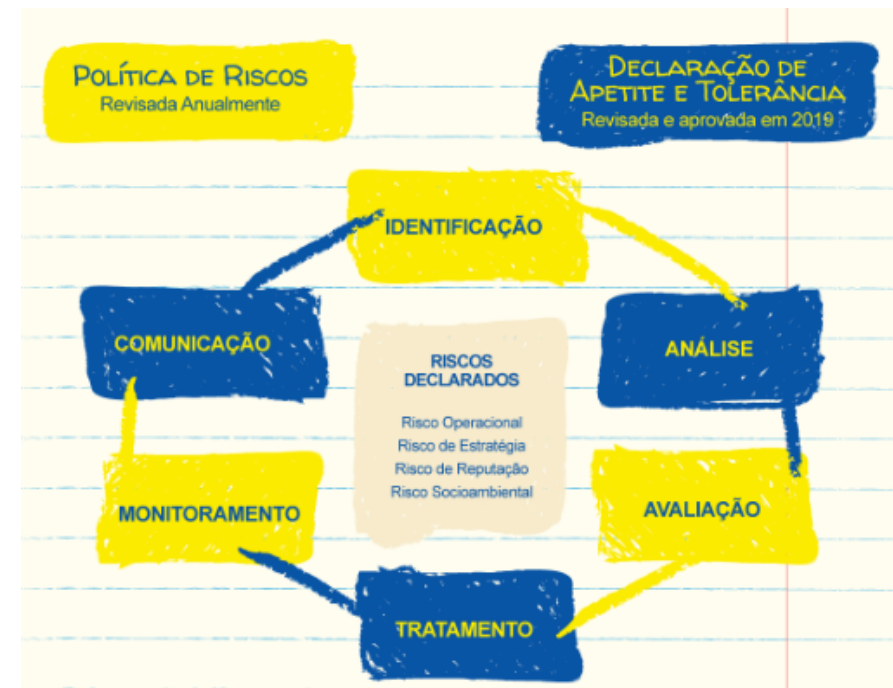 POLÍTICA DE RISCOS
Revisada Anualmente
DECLARAÇÃO DE
APETITE E TOLERÂNCIA
Revisada e aprovada em 2019
IDENTIFICAÇÃO
COMUNICAÇÃO
ANÁLISE
RISCOS
DECLARADOS
Risco Operacional
Risco de Estratégia
Risco de Reputação
Risco Socioambiental
MONITORAMENTO
AVALIAÇÃO
TRATAMENTO